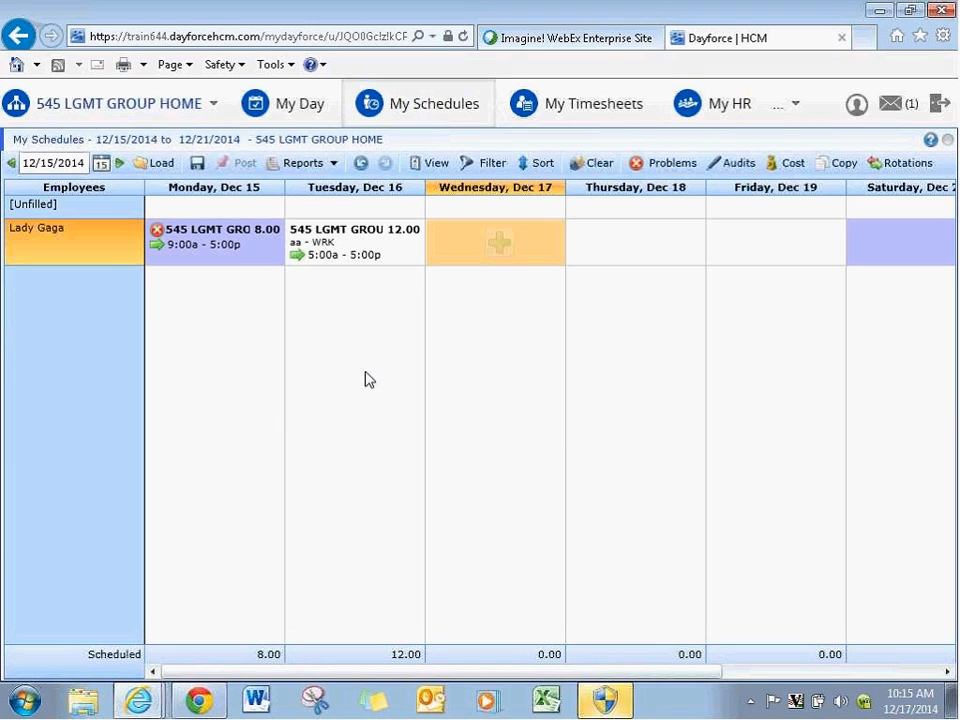 https://train644.dayforcehcm.com/mydayforce/u/JQO0Gclzlkcf
Imagine! WebEx Enterprise Site
Dayforce | HCM
Page
Safety
Tools
545 LGMT GROUP HOME
My Day
My Schedules
My Timesheets
My HR
...
(1)
My Schedules - 12/15/2014 to 12/21/2014 - 545 LGMT GROUP HOME
12/15/2014
15
Load
Post
Reports
View
Filter
Sort
Clear
Problems
Audits
Cost
Copy
Rotations
Employees
Monday, Dec 15
Tuesday, Dec 16
Wednesday, Dec 17
Thursday, Dec 18
Friday, Dec 19
Saturday, Dec
[Unfilled]
Lady Gaga
545 LGMT GRO 8.00
9:00a - 5:00p
545 LGMT GROU 12.00
aa - WRK
5:00a - 5:00p
Scheduled
8.00
12.00
0.00
0.00
0.00
10:15 AM
12/17/2014